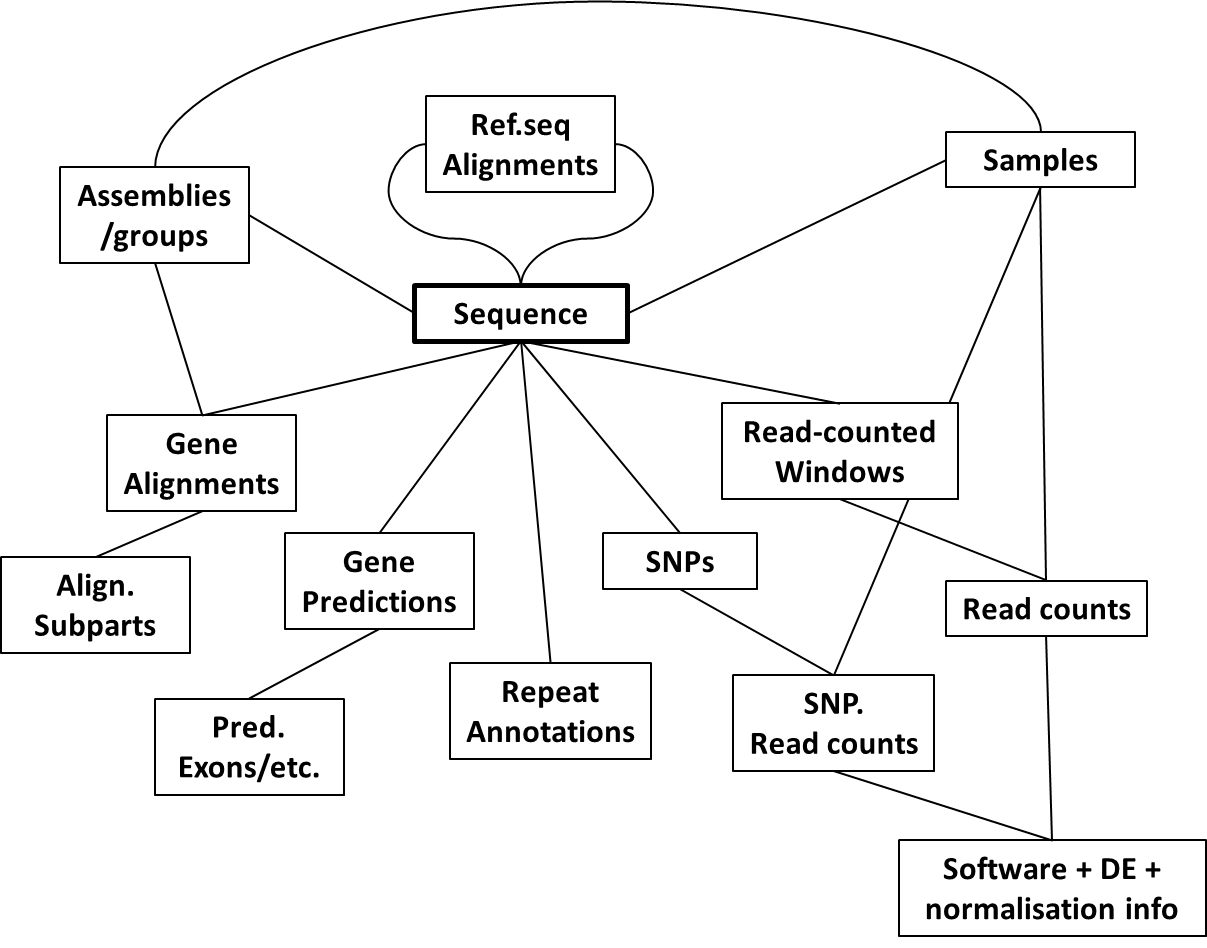 Ref.seq
Alignments
Samples
Assemblies
/groups
Sequence
Gene
Alignments
Read-counted
Windows
Gene
Predictions
SNPs
Align.
Subparts
Read counts
Repeat
Annotations
SNP.
Read counts
Pred.
Exons/etc.
Software + DE +
normalisation info